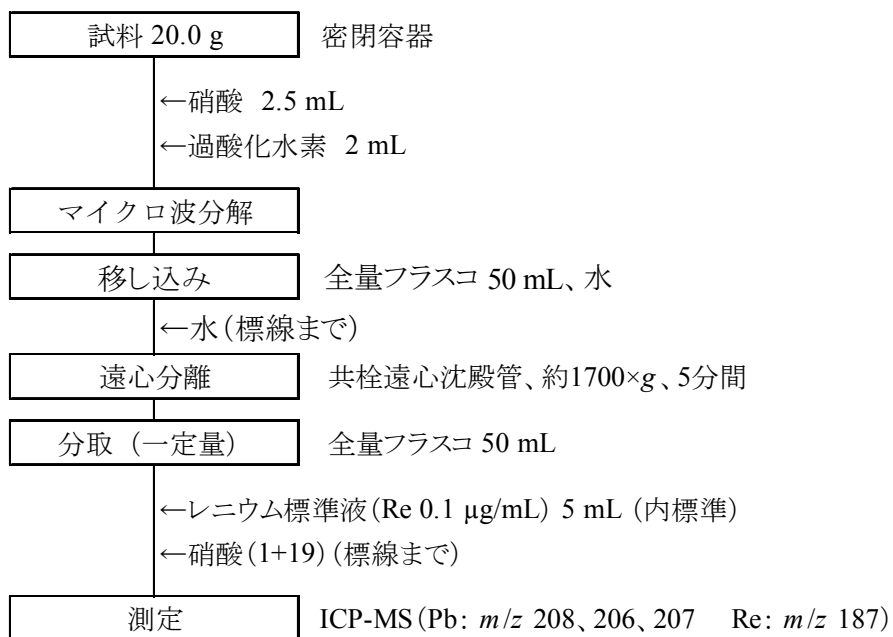 試料 20.0 g 密閉容器
←硝酸 2.5 mL
←過酸化水素 2 mL
マイクロ波分解
移し込み 全量フラスコ 50 mL、水
←水(標線まで)
遠心分離 共栓遠心沈殿管、約1700×g、5分間
分取 (一定量) 全量フラスコ 50 mL
←レニウム標準液(Re 0.1 µg/mL) 5 mL (内標準)
←硝酸(1+19)(標線まで)
測定 ICP-MS(Pb: m/z 208、206、207 Re: m/z 187)